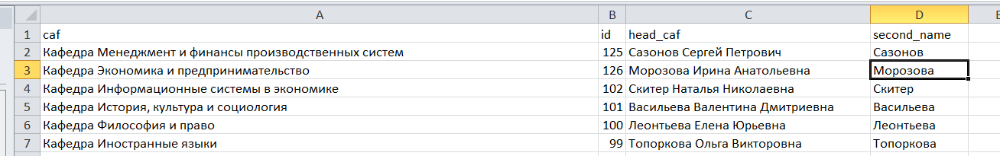 A B C D E
1 caf id head_caf second_name
2 Кафедра Менеджмент и финансы производственных систем 125 Сазонов Сергей Петрович Сазонов
3 Кафедра Экономика и предпринимательство 126 Морозова Ирина Анатольевна Морозова
4 Кафедра Информационные системы в экономике 102 Скитер Наталья Николаевна Скитер
5 Кафедра История, культура и социология 101 Васильева Валентина Дмитриевна Васильева
6 Кафедра Философия и право 100 Леонтьева Елена Юрьевна Леонтьева
7 Кафедра Иностранные языки 99 Топоркова Ольга Викторовна Топоркова